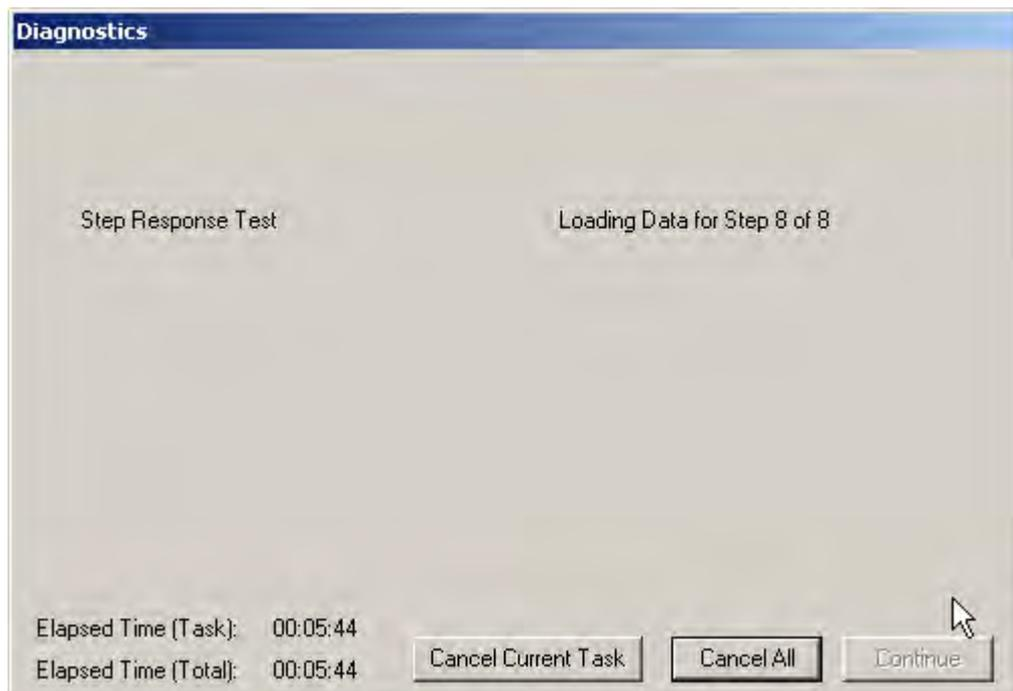 Diagnostics
Step Response Test
Loading Data for Step 8 of 8
Elapsed Time (Task): 00:05:44
Elapsed Time (Total): 00:05:44
Cancel Current Task
Cancel All
Continue